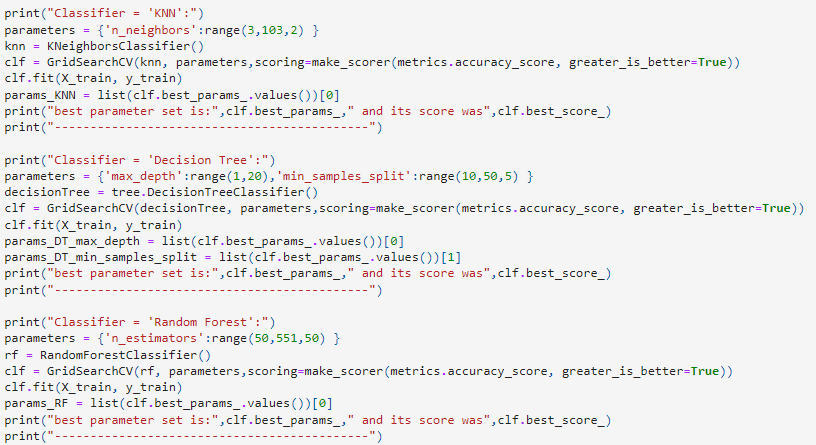 print("Classifier = 'KNN':")
parameters = {'n_neighbors':range(3,103,2) }
knn = KNeighborsClassifier()
clf = GridSearchCV(knn, parameters,scoring=make_scorer(metrics.accuracy_score, greater_is_better=True))
clf.fit(X_train, y_train)
params_KNN = list(clf.best_params_.values())[0]
print("best parameter set is:",clf.best_params_," and its score was",clf.best_score_)
print("-------------------------------------------")
print("Classifier = 'Decision Tree':")
parameters = {'max_depth':range(1,20),'min_samples_split':range(10,50,5) }
decisionTree = tree.DecisionTreeClassifier()
clf = GridSearchCV(decisionTree, parameters,scoring=make_scorer(metrics.accuracy_score, greater_is_better=True))
clf.fit(X_train, y_train)
params_DT_max_depth = list(clf.best_params_.values())[0]
params_DT_min_samples_split = list(clf.best_params_.values())[1]
print("best parameter set is:",clf.best_params_," and its score was",clf.best_score_)
print("-------------------------------------------")
print("Classifier = 'Random Forest':")
parameters = {'n_estimators':range(50,551,50) }
rf = RandomForestClassifier()
clf = GridSearchCV(rf, parameters,scoring=make_scorer(metrics.accuracy_score, greater_is_better=True))
clf.fit(X_train, y_train)
params_RF = list(clf.best_params_.values())[0]
print("best parameter set is:",clf.best_params_," and its score was",clf.best_score_)
print("-------------------------------------------")